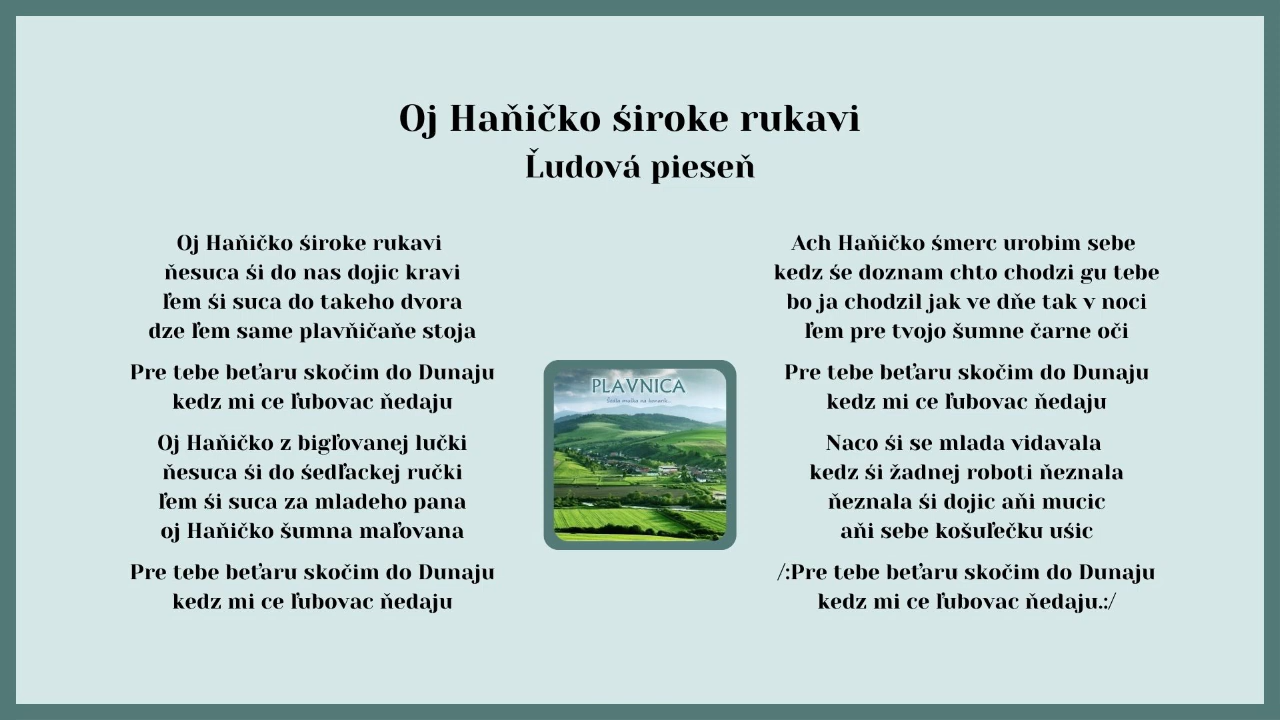 Oj Haňičko śiroke rukavi
Ľudová pieseň
Oj Haňičko śiroke rukavi
ňesuca śi do nas dojic kravi
ľem śi suca do takeho dvora
dze ľem same plavňičaňe stoja
Pre tebe beťaru skočim do Dunaju
kedz mi ce ľubovac ňedaju
Oj Haňičko z bigľovanej lučki
ňesuca śi do śedľackej ručki
ľem śi suca za mladeho pana
oj Haňičko šumna maľovana
Pre tebe beťaru skočim do Dunaju
kedz mi ce ľubovac ňedaju
PLAVNICA
Ach Haňičko śmerc urobim sebe
kedz śe doznam chto chodzi gu tebe
bo ja chodzil jak ve dňe tak v noci
ľem pre tvojo šumne čarne oči
Pre tebe beťaru skočim do Dunaju
kedz mi ce ľubovac ňedaju
Naco śi se mlada vidavala
kedz śi žadnej roboti ňeznala
ňeznala śi dojic aňi mucic
aňi sebe košuľečku uśic
/:Pre tebe beťaru skočim do Dunaju
kedz mi ce ľubovac ňedaju.:/